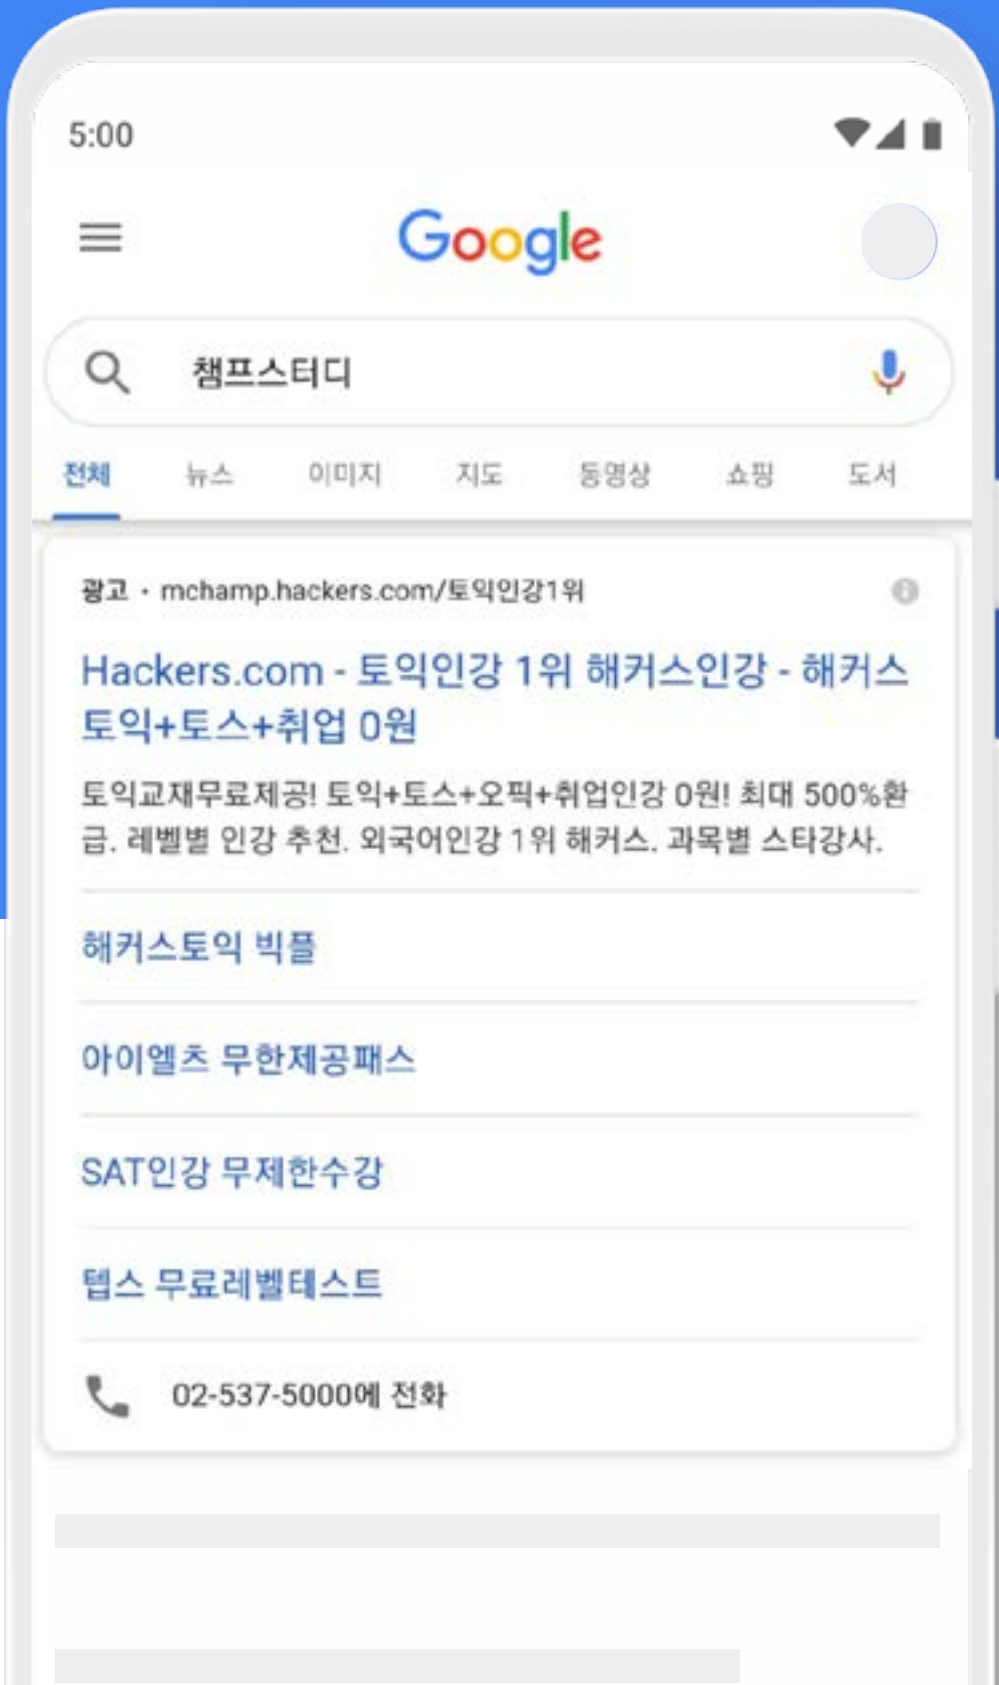 5:00
Google
챔프스터디
전체 뉴스 이미지 지도 동영상 쇼핑 도서
광고 · mchamp.hackers.com/토익인강1위
Hackers.com - 토익인강 1위 해커스인강 - 해커스
토익+토스+취업 0원
토익교재무료제공! 토익+토스+오픽+취업인강 0원! 최대 500%환
급. 레벨별 인강 추천. 외국어인강 1위 해커스. 과목별 스타강사.
해커스토익 빅플
아이엘츠 무한제공패스
SAT인강 무제한수강
텝스 무료레벨테스트
02-537-5000에 전화